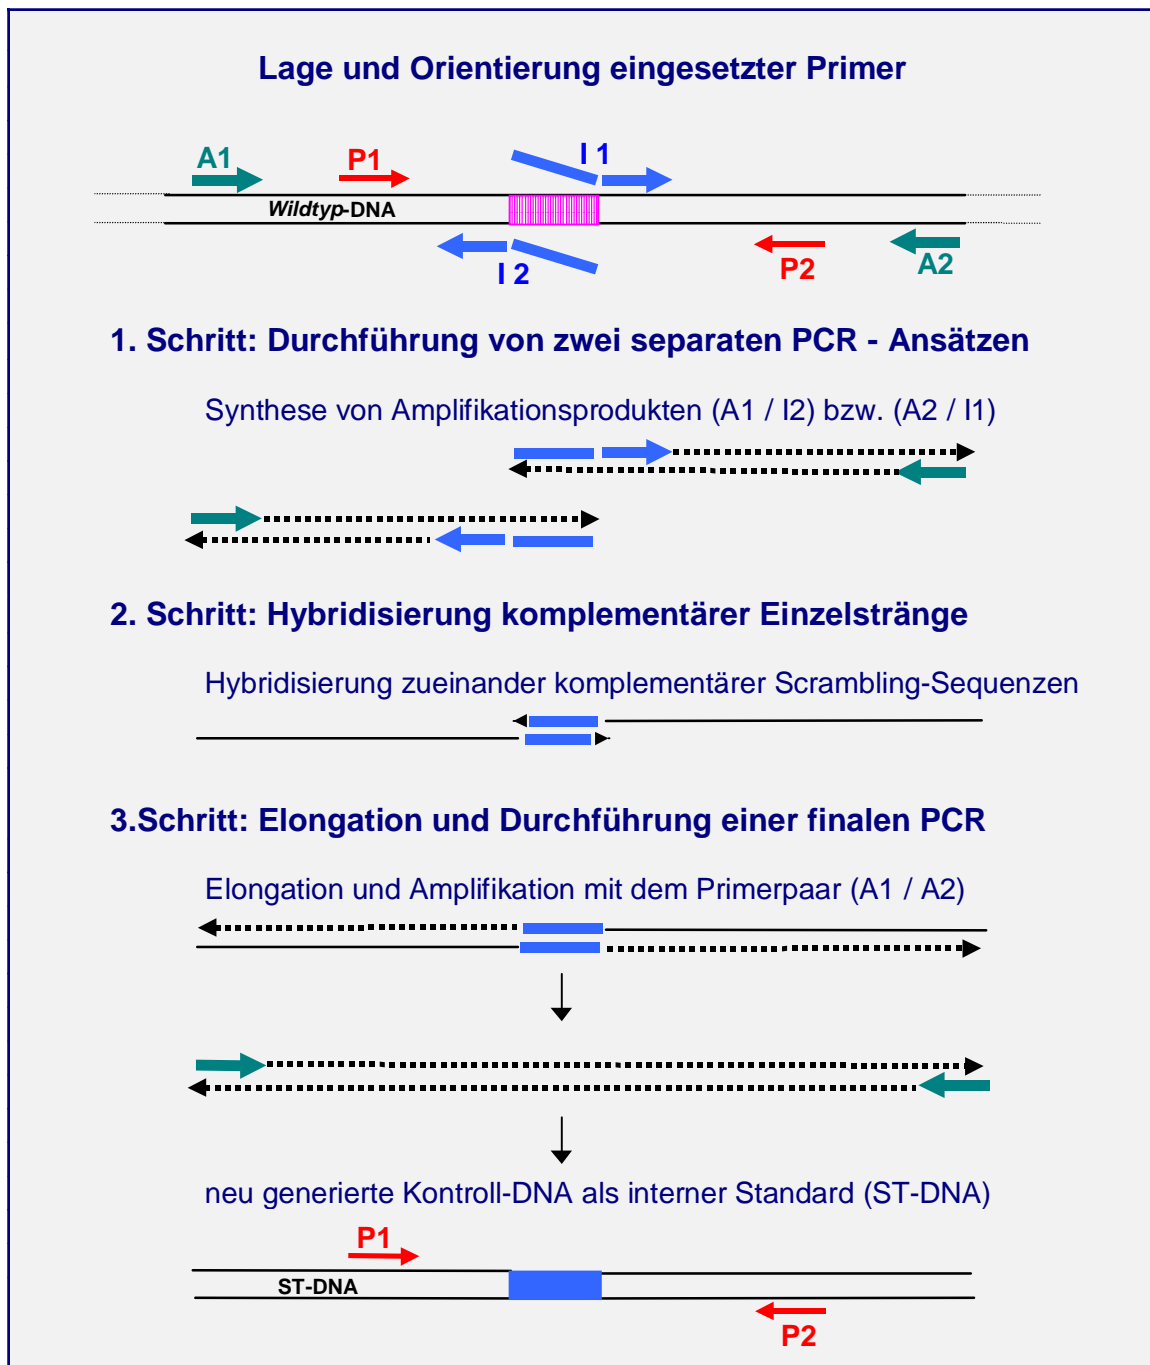 Lage und Orientierung eingesetzter Primer
A1
P1
I 1
Wildtyp-DNA
I 2
P2
A2
1. Schritt: Durchführung von zwei separaten PCR - Ansätzen
Synthese von Amplifikationsprodukten (A1 / I2) bzw. (A2 / I1)
2. Schritt: Hybridisierung komplementärer Einzelstränge
Hybridisierung zueinander komplementärer Scrambling-Sequenzen
3.Schritt: Elongation und Durchführung einer finalen PCR
Elongation und Amplifikation mit dem Primerpaar (A1 / A2)
neu generierte Kontroll-DNA als interner Standard (ST-DNA)
P1
ST-DNA
P2